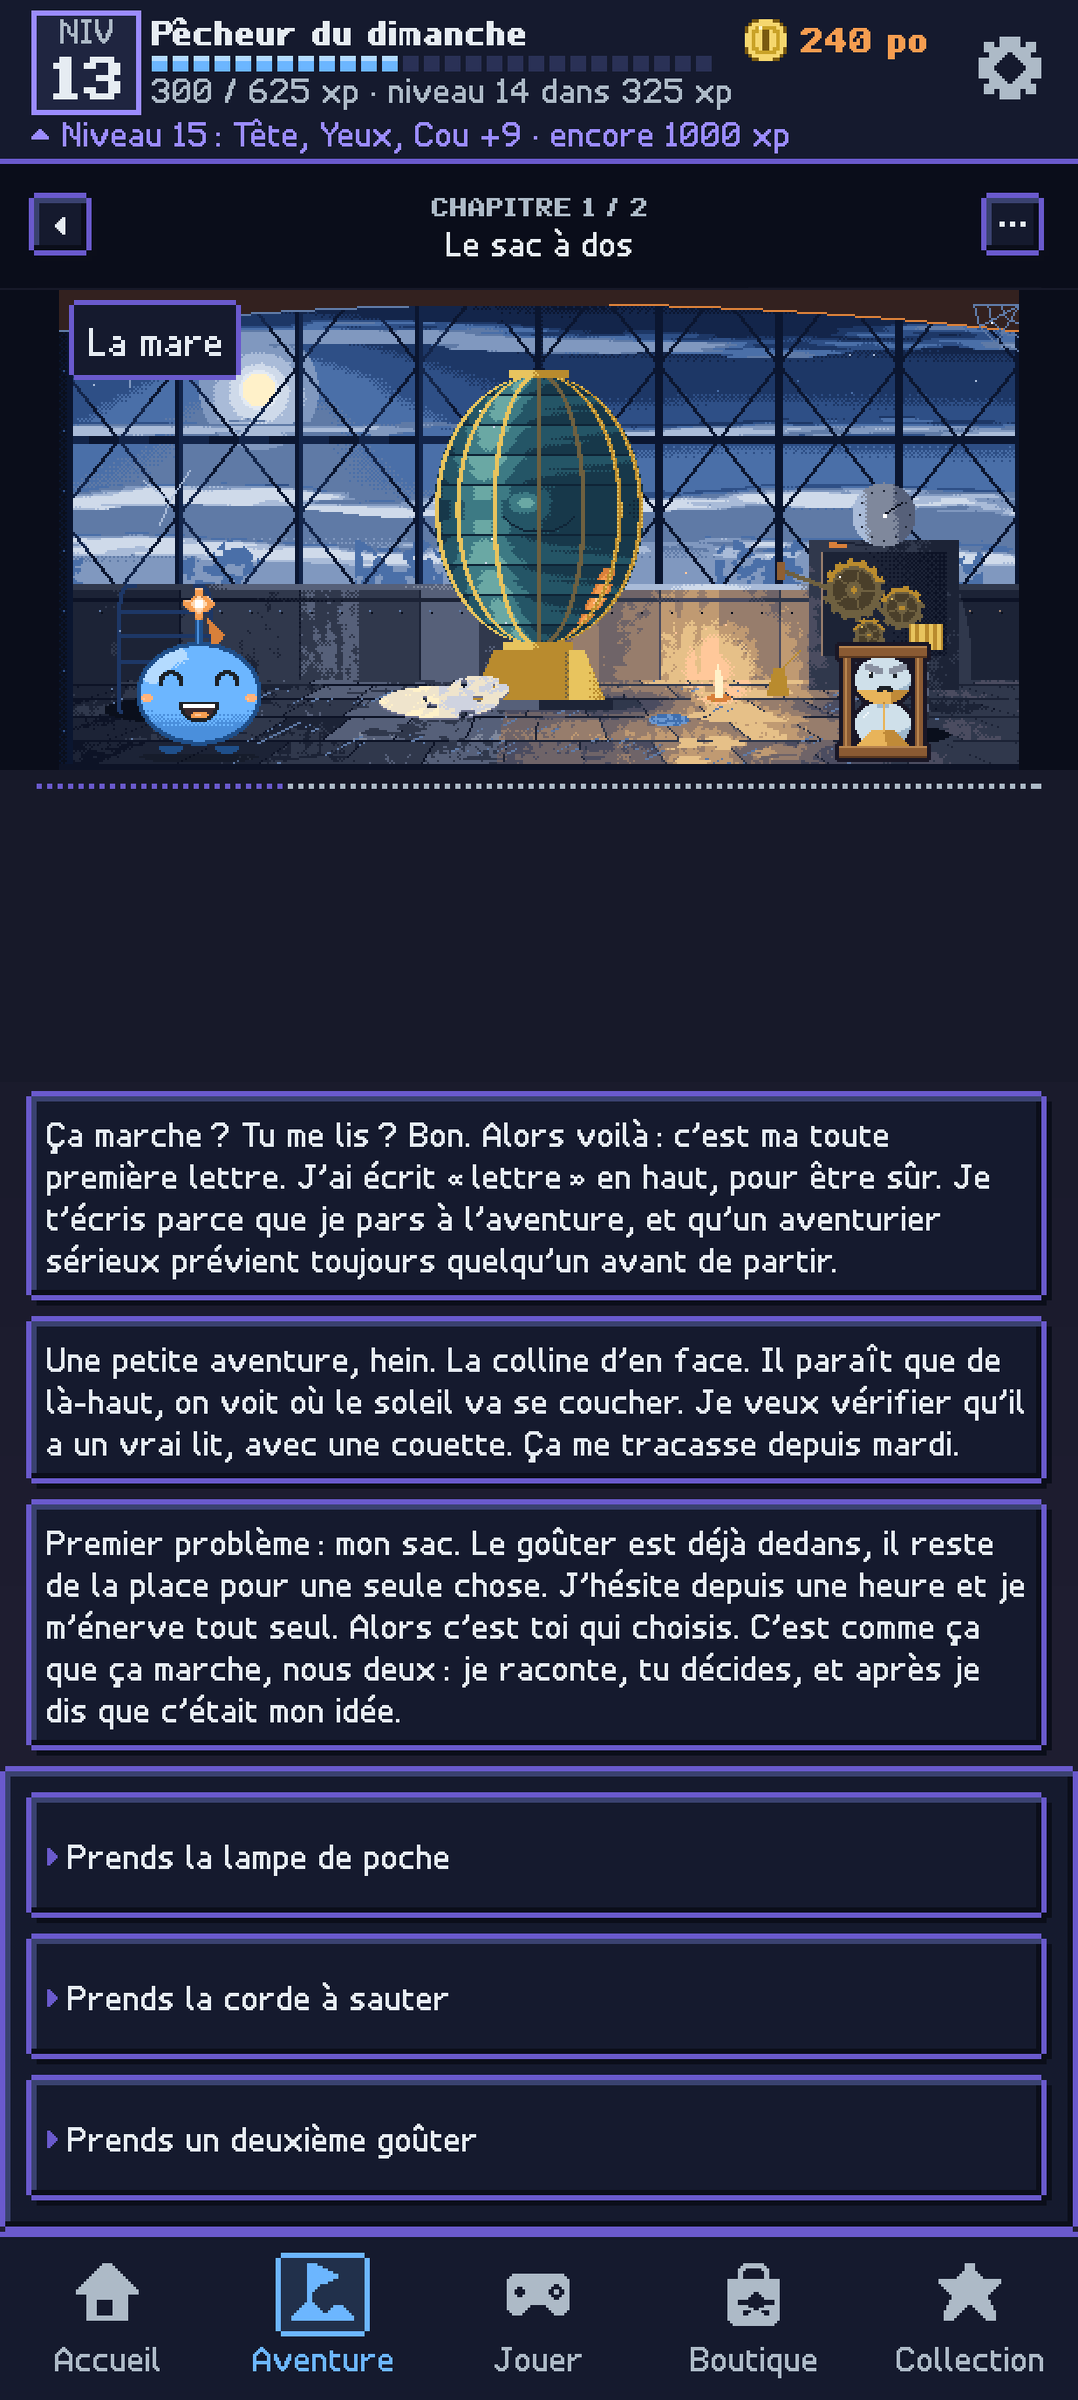 NIV
13
Pêcheur du dimanche
240 po
300 / 625 xp · niveau 14 dans 325 xp
Niveau 15 : Tête, Yeux, Cou +9 · encore 1000 xp
CHAPITRE 1 / 2
Le sac à dos
...
La mare
Ça marche ? Tu me lis ? Bon. Alors voilà : c’est ma toute
première lettre. J’ai écrit « lettre » en haut, pour être sûr. Je
t’écris parce que je pars à l’aventure, et qu’un aventurier
sérieux prévient toujours quelqu’un avant de partir.
Une petite aventure, hein. La colline d’en face. Il paraît que de
là-haut, on voit où le soleil va se coucher. Je veux vérifier qu’il
a un vrai lit, avec une couette. Ça me tracasse depuis mardi.
Premier problème : mon sac. Le goûter est déjà dedans, il reste
de la place pour une seule chose. J’hésite depuis une heure et je
m’énerve tout seul. Alors c’est toi qui choisis. C’est comme ça
que ça marche, nous deux : je raconte, tu décides, et après je
dis que c’était mon idée.
Prends la lampe de poche
Prends la corde à sauter
Prends un deuxième goûter
Accueil
Aventure
Jouer
Boutique
Collection